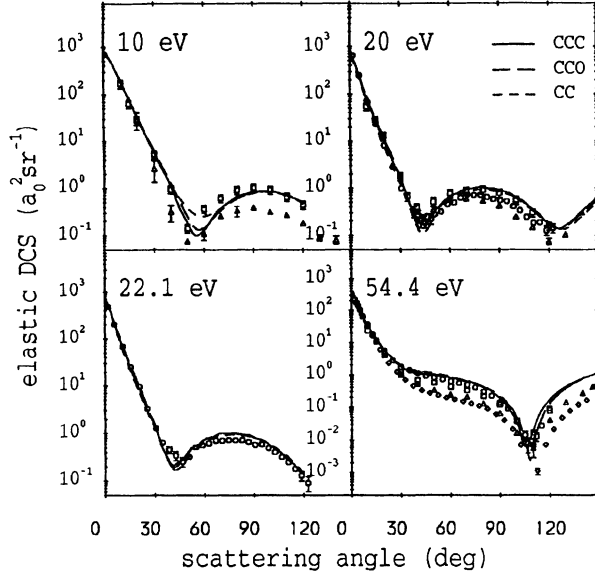 10 eV
20 eV
CCC
CCO
CC
10³
10²
10¹
10⁰
10⁻¹
10³
10²
10¹
10⁰
10⁻¹
elastic DCS (a₀²sr⁻¹)
22.1 eV
54.4 eV
10³
10²
10¹
10⁰
10⁻¹
10³
10²
10¹
10⁰
10⁻¹
10⁻²
10⁻³
0 30 60 90 120 0 30 60 90 120
scattering angle (deg)